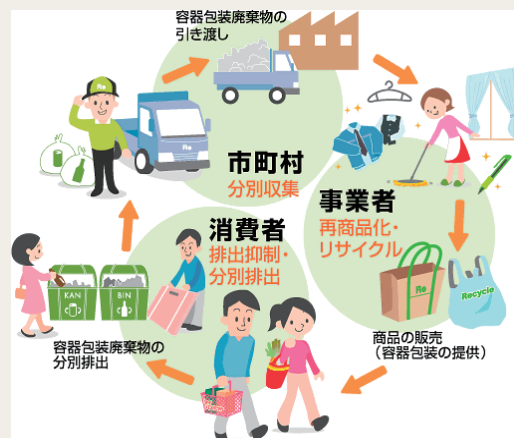 容器包装廃棄物の
引き渡し
Re
Re
市町村
分別収集
事業者
再商品化・
リサイクル
消費者
排出抑制・
分別排出
KAN
BIN
Re
Recycle
商品の販売
(容器包装の提供)
容器包装廃棄物の
分別排出